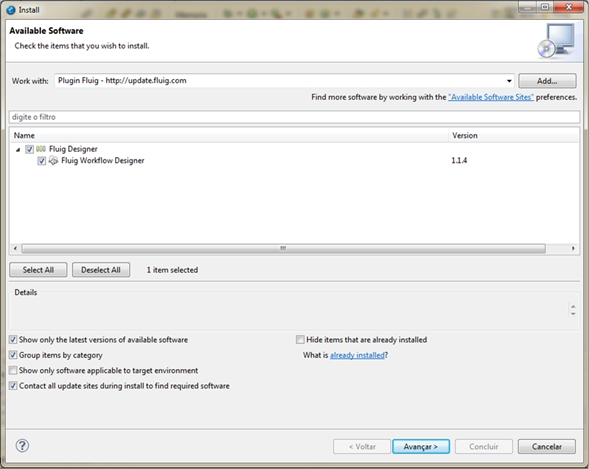 Install
Available Software
Check the items that you wish to install.
Work with: Plugin Fluig - http://update.fluig.com Add...
Find more software by working with the "Available Software Sites" preferences.
digite o filtro
Name Version
Fluig Designer
Fluig Workflow Designer 1.1.4
Select All Deselect All 1 item selected
Details
Show only the latest versions of available software Hide items that are already installed
Group items by category What is already installed?
Show only software applicable to target environment
Contact all update sites during install to find required software
< Voltar Avançar > Concluir Cancelar